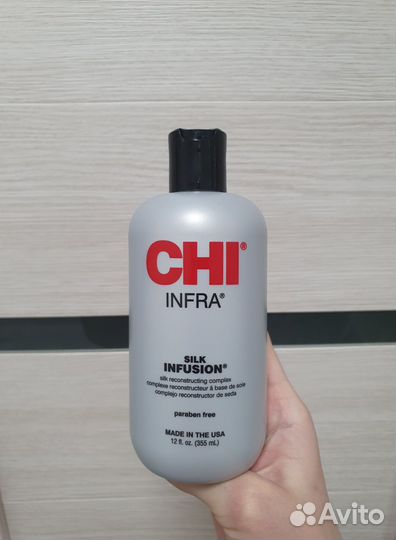 CHI®
INFRA®
SILK
INFUSION®
silk reconstructing complex
complexe reconstructeur à base de soie
complejo reconstructor de seda
paraben free
MADE IN THE USA
12 fl. oz. (355 mL)
Avito